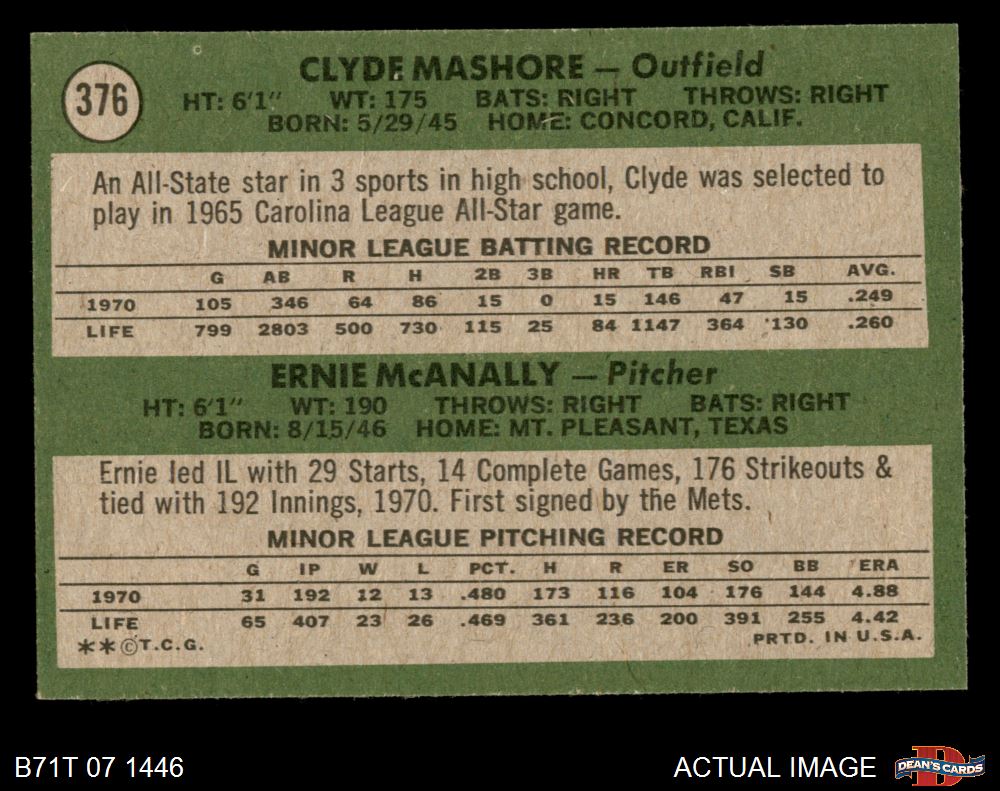 376
CLYDE MASHORE — Outfield
HT: 6'1" WT: 175 BATS: RIGHT THROWS: RIGHT
BORN: 5/29/45 HOME: CONCORD, CALIF.
An All-State star in 3 sports in high school, Clyde was selected to
play in 1965 Carolina League All-Star game.
MINOR LEAGUE BATTING RECORD
G AB R H 2B 3B HR TB RBI SB AVG.
1970 105 346 64 86 15 0 15 146 47 15 .249
LIFE 799 2803 500 730 115 25 84 1147 364 130 .260
ERNIE McANALLY — Pitcher
HT: 6'1" WT: 190 THROWS: RIGHT BATS: RIGHT
BORN: 8/15/46 HOME: MT. PLEASANT, TEXAS
Ernie led IL with 29 Starts, 14 Complete Games, 176 Strikeouts &
tied with 192 Innings, 1970. First signed by the Mets.
MINOR LEAGUE PITCHING RECORD
G IP W L PCT. H R ER SO BB ERA
1970 31 192 12 13 .480 173 116 104 176 144 4.88
LIFE 65 407 23 26 .469 361 236 200 391 255 4.42
**©T.C.G. PRTD. IN U.S.A.
B71T 07 1446 ACTUAL IMAGE DEAN'S CARDS